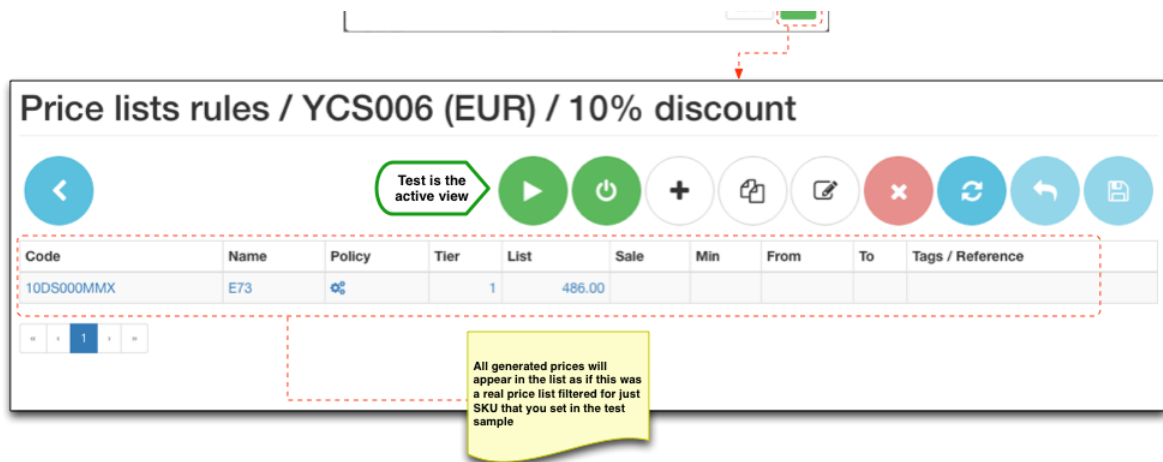 Price lists rules / YCS006 (EUR) / 10% discount
Test is the
active view
Code Name Policy Tier List Sale Min From To Tags / Reference
10DS000MMX E73 1 486.00
« ‹ 1 › »
All generated prices will
appear in the list as if this was
a real price list filtered for just
SKU that you set in the test
sample